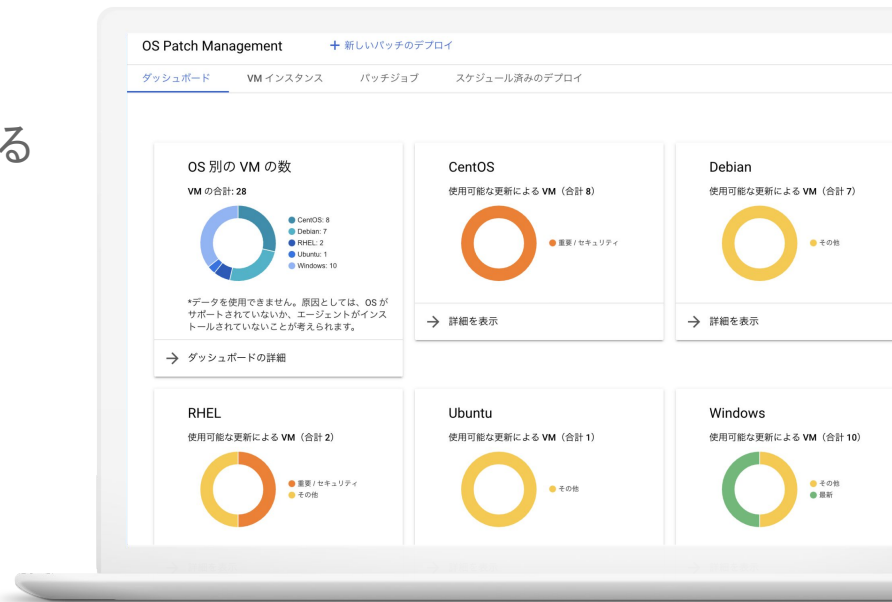 る
OS Patch Management
+ 新しいパッチのデプロイ
ダッシュボード
VM インスタンス
パッチジョブ
スケジュール済みのデプロイ
OS 別の VM の数
VM の合計: 28
CentOS: 8
Debian: 7
RHEL: 2
Ubuntu: 1
Windows: 10
*データを使用できません。原因としては、OS が
サポートされていないか、エージェントがインス
トールされていないことが考えられます。
→ ダッシュボードの詳細
CentOS
使用可能な更新による VM（合計 8）
重要 / セキュリティ
→ 詳細を表示
Debian
使用可能な更新による VM（合計 7）
その他
→ 詳細を表示
RHEL
使用可能な更新による VM（合計 2）
重要 / セキュリティ
その他
Ubuntu
使用可能な更新による VM（合計 1）
その他
Windows
使用可能な更新による VM（合計 10）
その他
最新